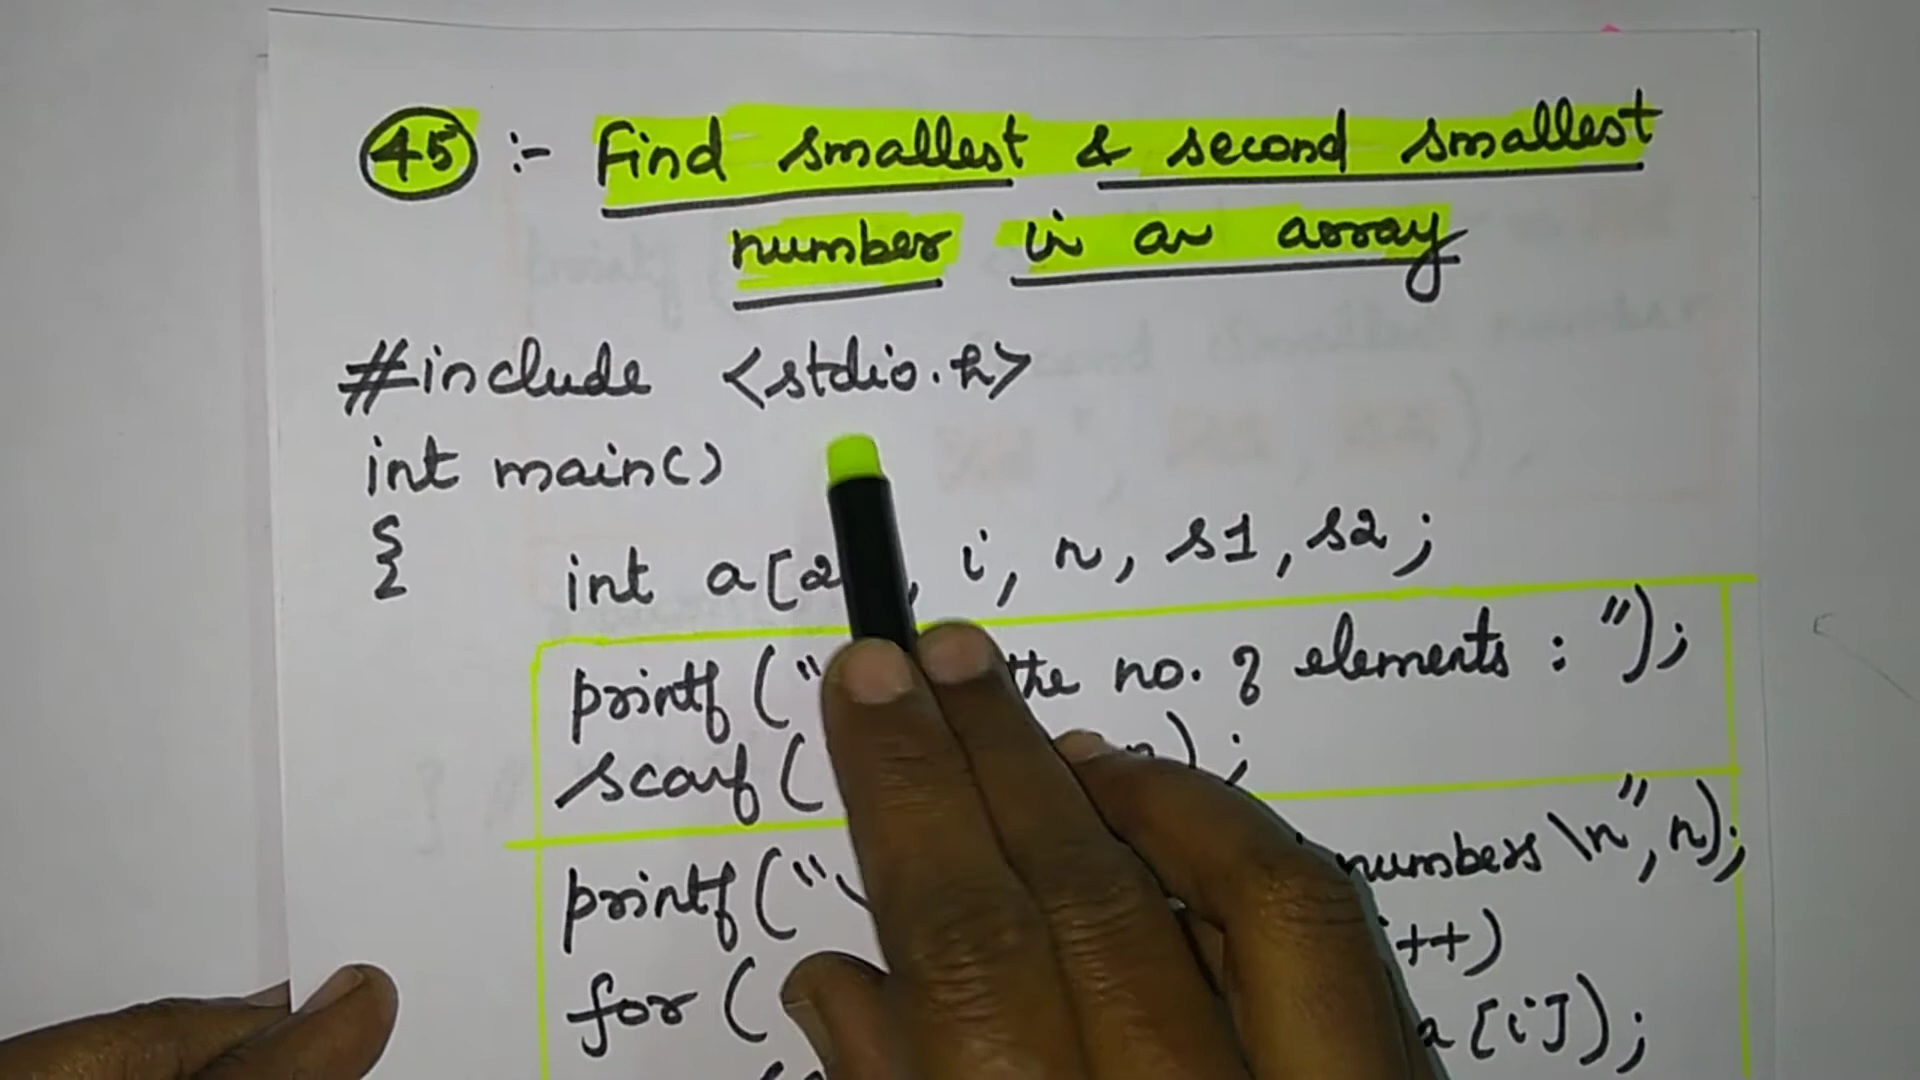 45 :- Find smallest & second smallest
number in an array
#include <stdio.h>
int main()
{
int a[2 , i, n, s1, s2;
printf (" the no. of elements : ");
scanf( n);
printf ("\ numbers \n", n);
for ( i++)
a[i]);